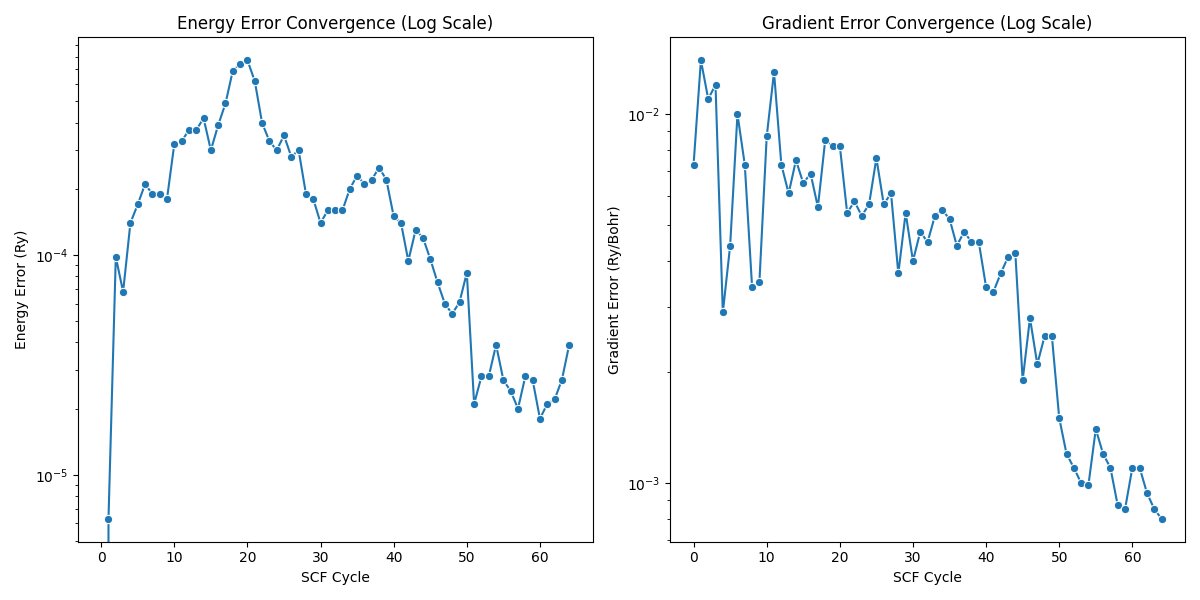 Energy Error Convergence (Log Scale)
Energy Error (Ry)
10⁻⁴
10⁻⁵
0 10 20 30 40 50 60
SCF Cycle
Gradient Error Convergence (Log Scale)
Gradient Error (Ry/Bohr)
10⁻²
10⁻³
0 10 20 30 40 50 60
SCF Cycle